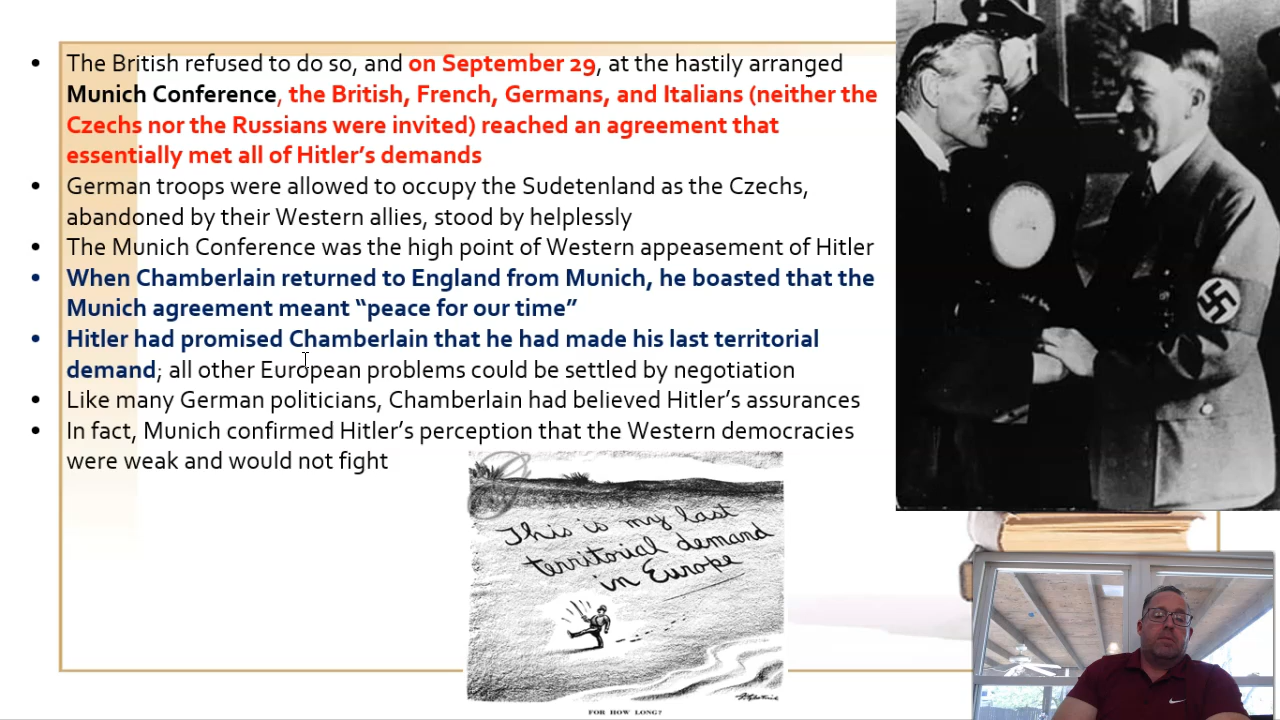 • The British refused to do so, and on September 29, at the hastily arranged
Munich Conference, the British, French, Germans, and Italians (neither the
Czechs nor the Russians were invited) reached an agreement that
essentially met all of Hitler’s demands
• German troops were allowed to occupy the Sudetenland as the Czechs,
abandoned by their Western allies, stood by helplessly
• The Munich Conference was the high point of Western appeasement of Hitler
• When Chamberlain returned to England from Munich, he boasted that the
Munich agreement meant “peace for our time”
• Hitler had promised Chamberlain that he had made his last territorial
demand; all other European problems could be settled by negotiation
• Like many German politicians, Chamberlain had believed Hitler’s assurances
• In fact, Munich confirmed Hitler’s perception that the Western democracies
were weak and would not fight
This is my last
territorial demand
in Europe
FOR HOW LONG?